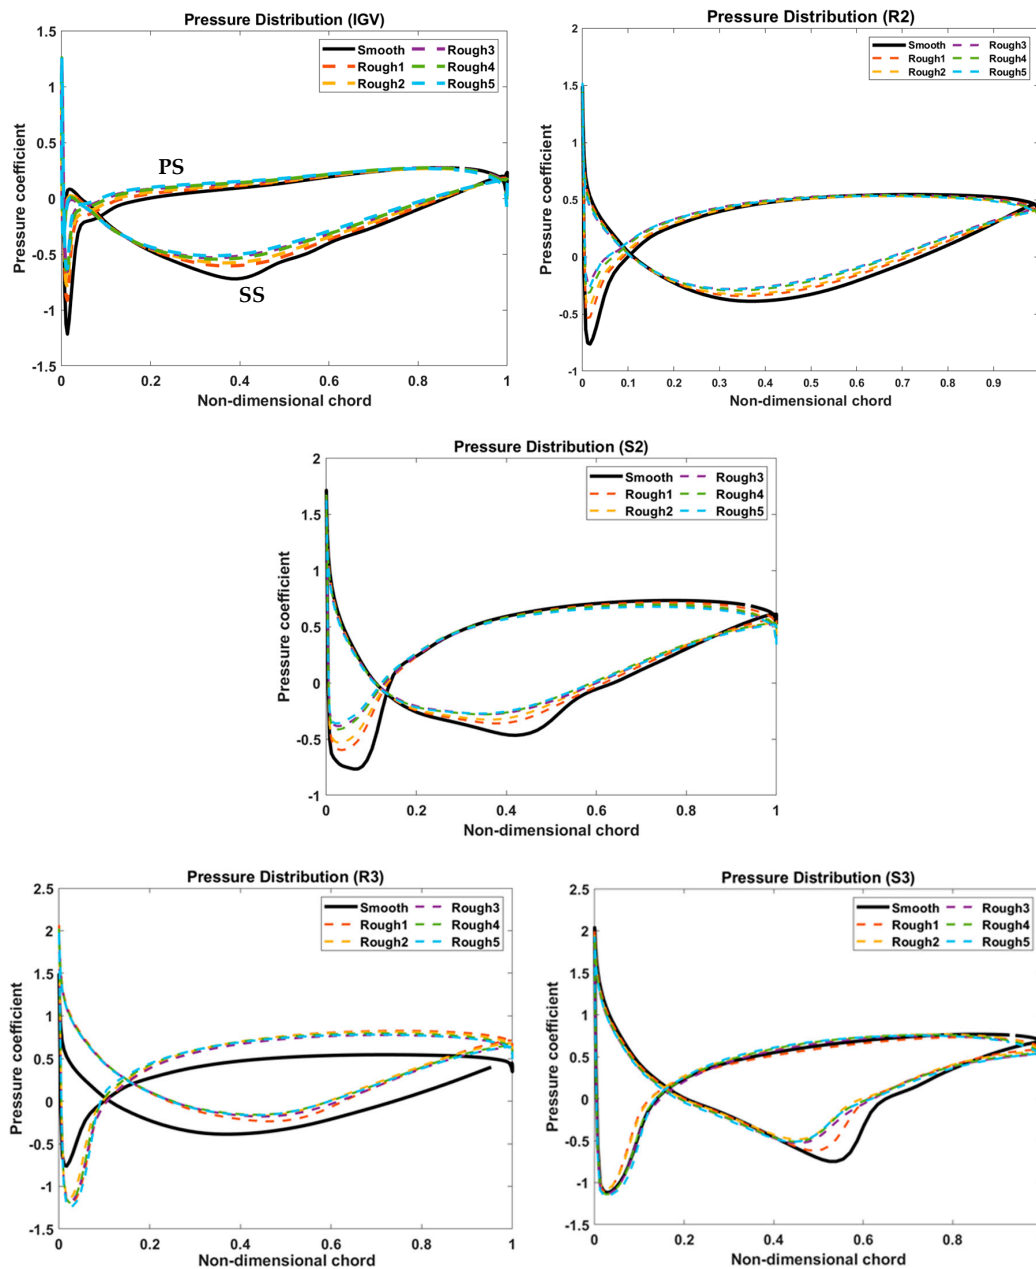 Pressure Distribution (IGV)
1.5
1
0.5
0
-0.5
-1
-1.5
Pressure coefficient
Smooth Rough3
Rough1 Rough4
Rough2 Rough5
PS
SS
0 0.2 0.4 0.6 0.8 1
Non-dimensional chord
Pressure Distribution (R2)
2
1.5
1
0.5
0
-0.5
-1
Pressure coefficient
Smooth Rough3
Rough1 Rough4
Rough2 Rough5
0 0.1 0.2 0.3 0.4 0.5 0.6 0.7 0.8 0.9
Non-dimensional chord
Pressure Distribution (S2)
2
1.5
1
0.5
0
-0.5
-1
Pressure coefficient
Smooth Rough3
Rough1 Rough4
Rough2 Rough5
0 0.2 0.4 0.6 0.8 1
Non-dimensional chord
Pressure Distribution (R3)
2.5
2
1.5
1
0.5
0
-0.5
-1
-1.5
Pressure coefficient
Smooth Rough3
Rough1 Rough4
Rough2 Rough5
0 0.2 0.4 0.6 0.8 1
Non-dimensional chord
Pressure Distribution (S3)
2.5
2
1.5
1
0.5
0
-0.5
-1
-1.5
Pressure coefficient
Smooth Rough3
Rough1 Rough4
Rough2 Rough5
0 0.2 0.4 0.6 0.8
Non-dimensional chord